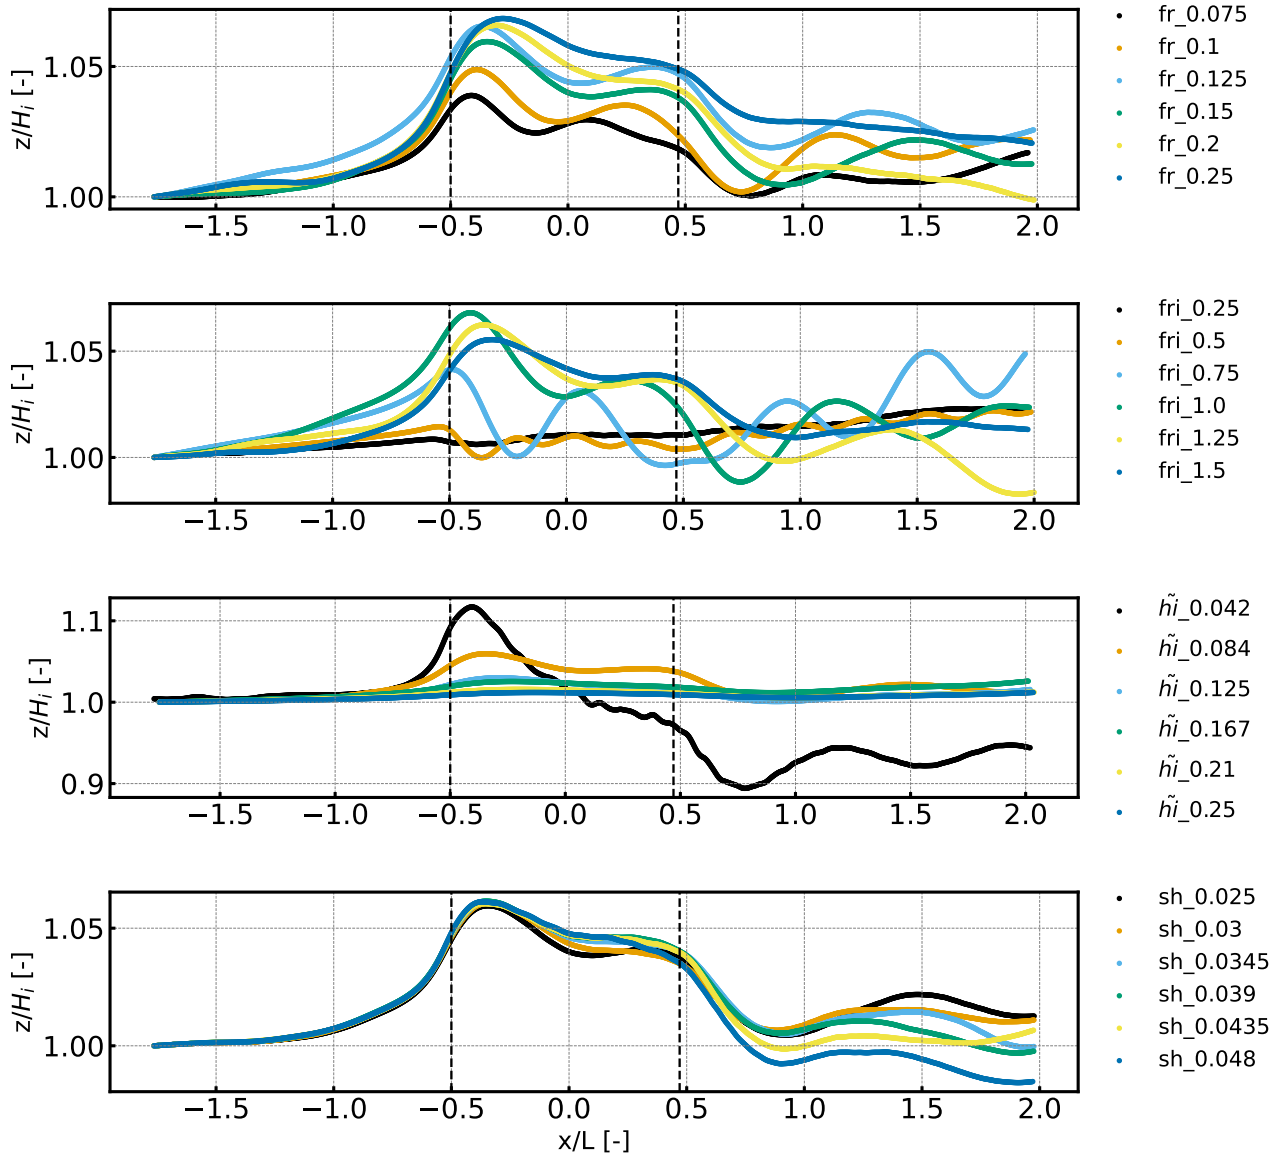 z/H_i [-]
1.05
1.00
−1.5 −1.0 −0.5 0.0 0.5 1.0 1.5 2.0
fr_0.075
fr_0.1
fr_0.125
fr_0.15
fr_0.2
fr_0.25
z/H_i [-]
1.05
1.00
−1.5 −1.0 −0.5 0.0 0.5 1.0 1.5 2.0
fri_0.25
fri_0.5
fri_0.75
fri_1.0
fri_1.25
fri_1.5
z/H_i [-]
1.1
1.0
0.9
−1.5 −1.0 −0.5 0.0 0.5 1.0 1.5 2.0
hĩ_0.042
hĩ_0.084
hĩ_0.125
hĩ_0.167
hĩ_0.21
hĩ_0.25
z/H_i [-]
1.05
1.00
−1.5 −1.0 −0.5 0.0 0.5 1.0 1.5 2.0
x/L [-]
sh_0.025
sh_0.03
sh_0.0345
sh_0.039
sh_0.0435
sh_0.048